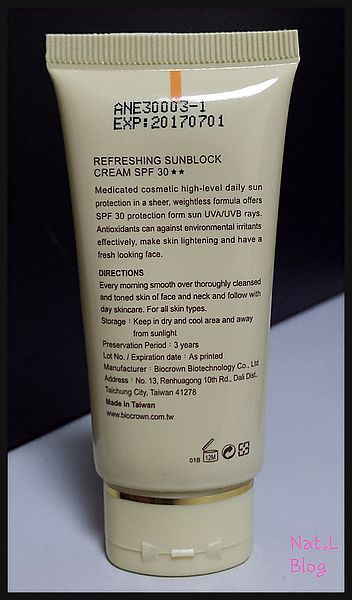 ANE30003-1
EXP:20170701
REFRESHING SUNBLOCK
CREAM SPF 30★★
Medicated cosmetic high-level daily sun
protection in a sheer, weightless formula offers
SPF 30 protection form sun UVA/UVB rays.
Antioxidants can against environmental irritants
effectively, make skin lightening and have a
fresh looking face.
DIRECTIONS
Every morning smooth over thoroughly cleansed
and toned skin of face and neck and follow with
day skincare. For all skin types.
Storage : Keep in dry and cool area and away
from sunlight
Preservation Period : 3 years
Lot No. / Expiration date : As printed
Manufacturer : Biocrown Biotechnology Co., Ltd
Address : No. 13, Renhuagong 10th Rd., Dali Dist.,
Taichung City, Taiwan 41278
Made in Taiwan
www.biocrown.com.tw
01B 12M
Nat.L
Blog